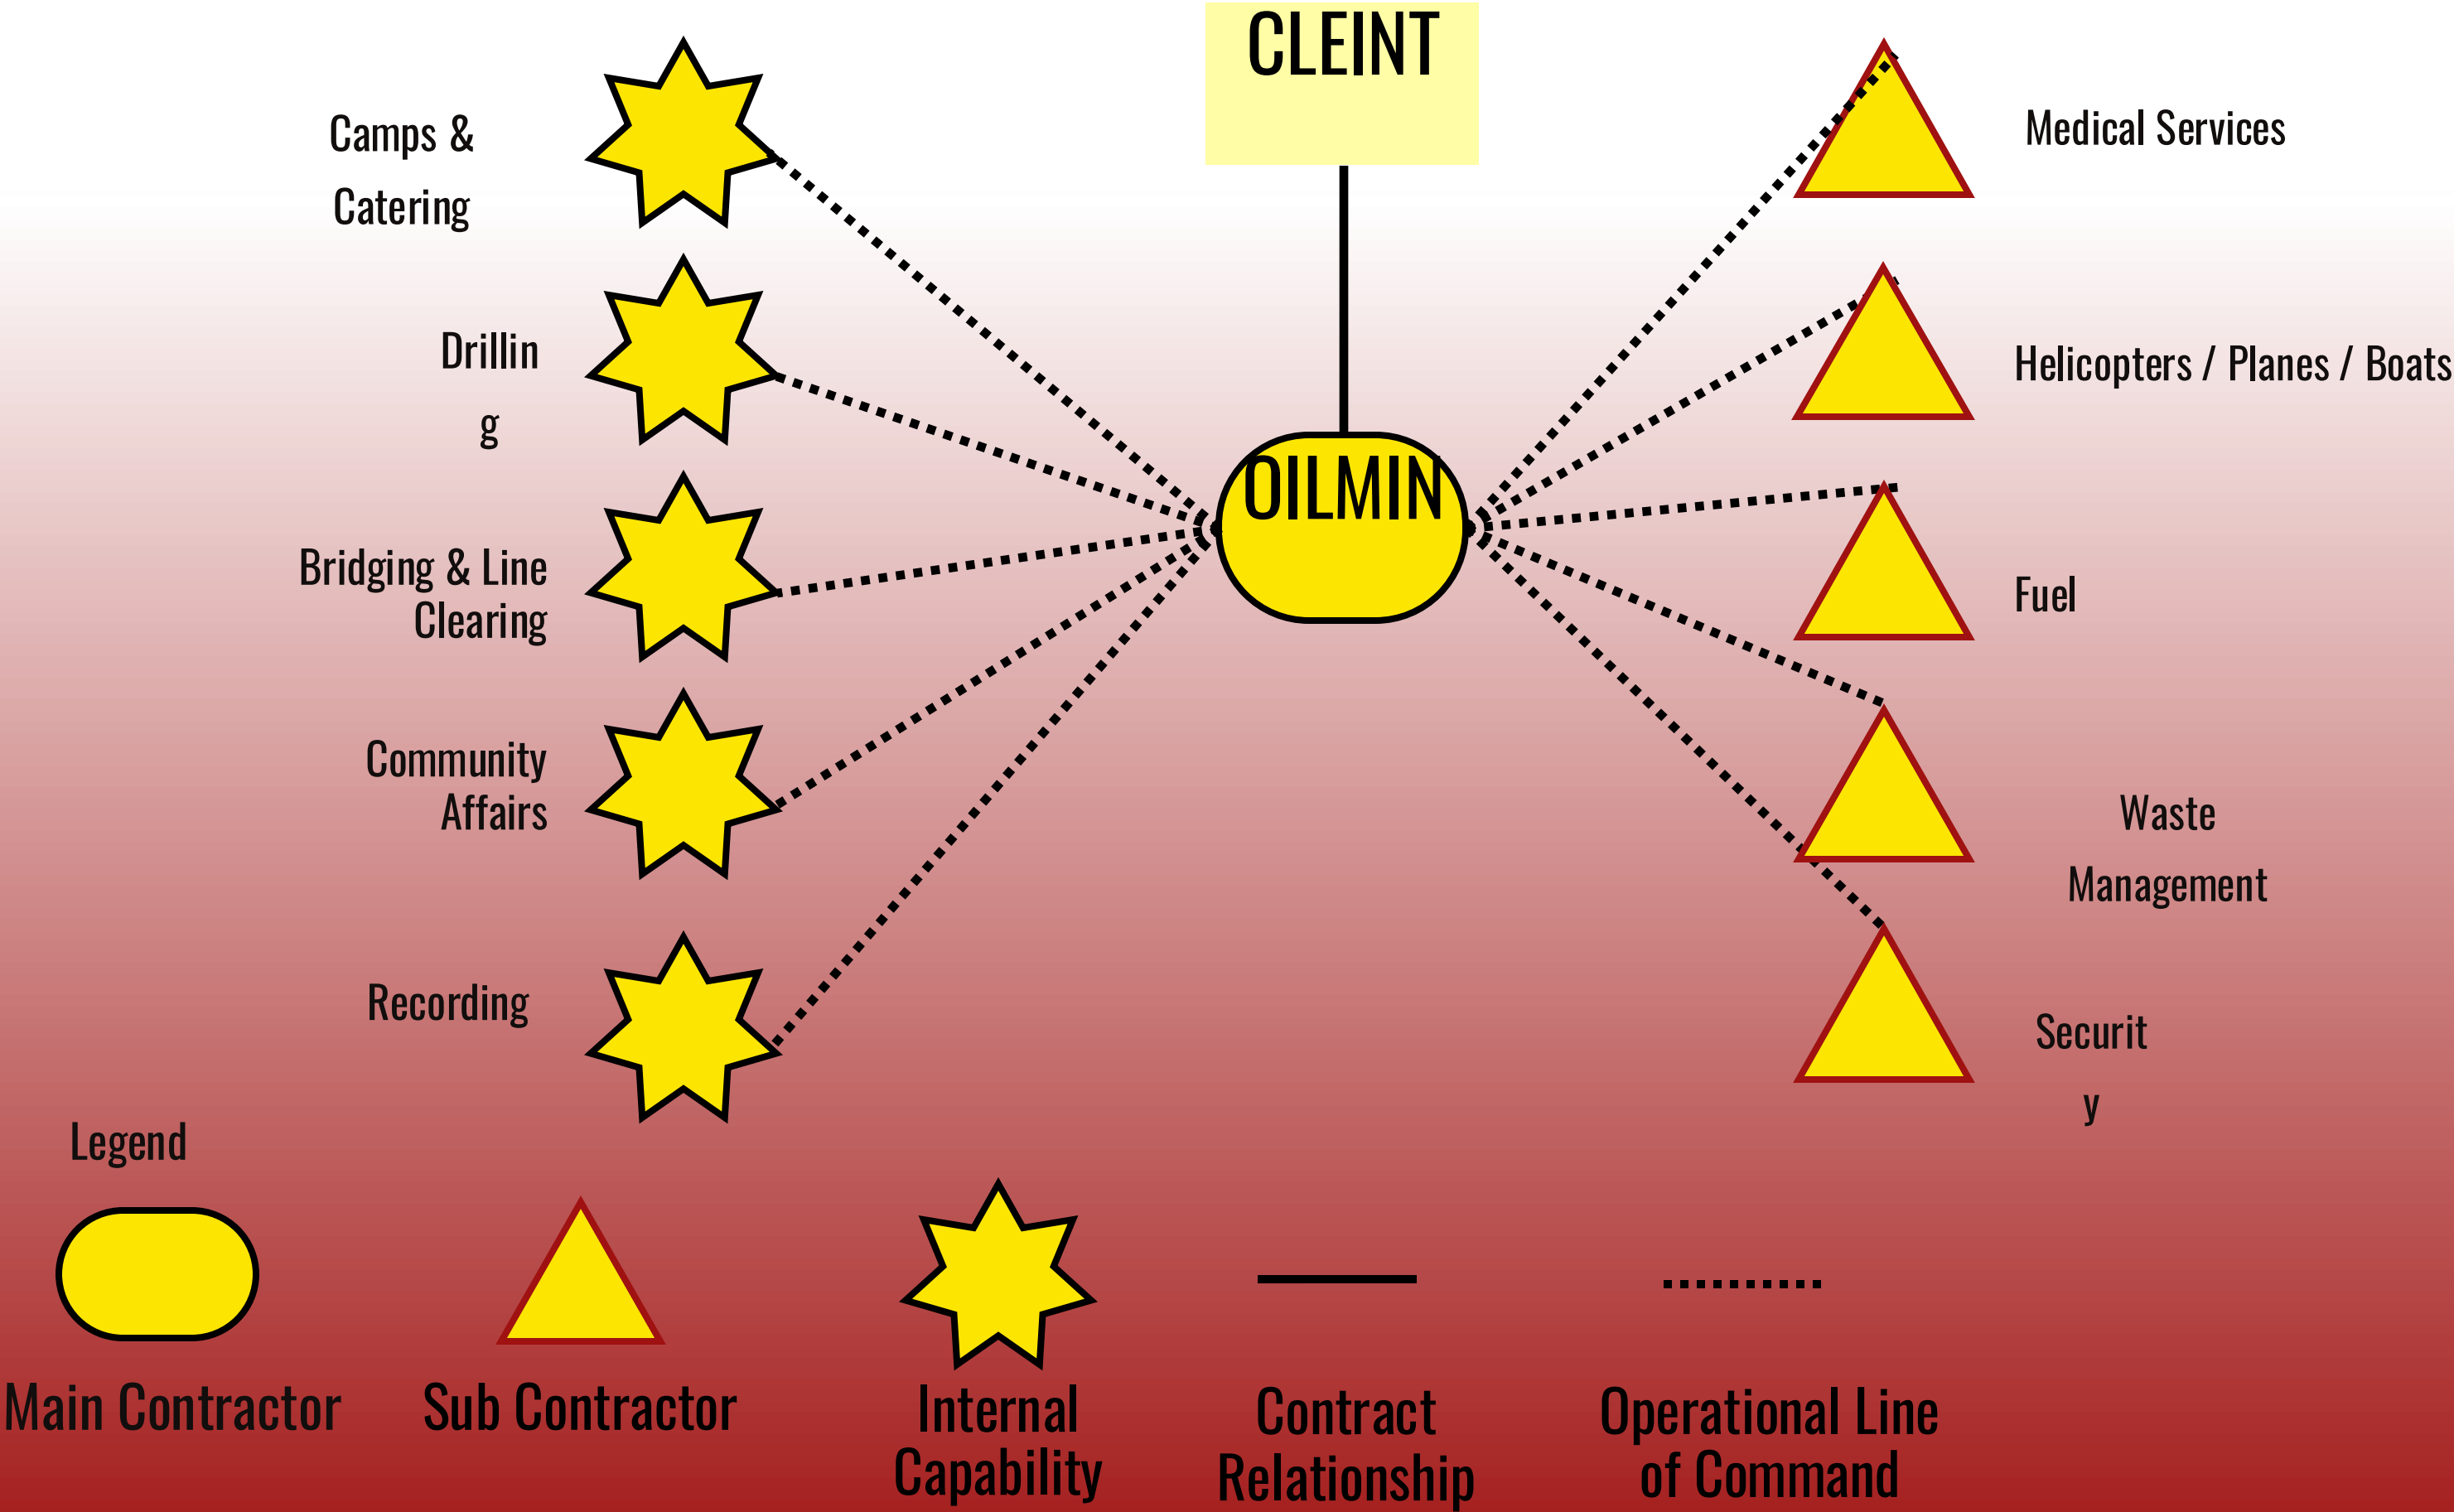 CLEINT
Camps &
Catering
Medical Services
Drillin
g
Helicopters / Planes / Boats
OILMIN
Bridging & Line
Clearing
Fuel
Community
Affairs
Waste
Management
Recording
Securit
y
Legend
Main Contractor
Sub Contractor
Internal
Capability
Contract
Relationship
Operational Line
of Command